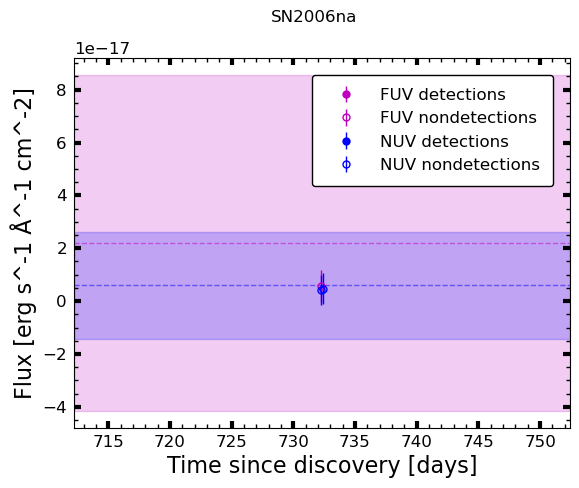 SN2006na
1e−17
8
6
4
2
0
−2
−4
Flux [erg s^-1 Å^-1 cm^-2]
FUV detections
FUV nondetections
NUV detections
NUV nondetections
715 720 725 730 735 740 745 750
Time since discovery [days]